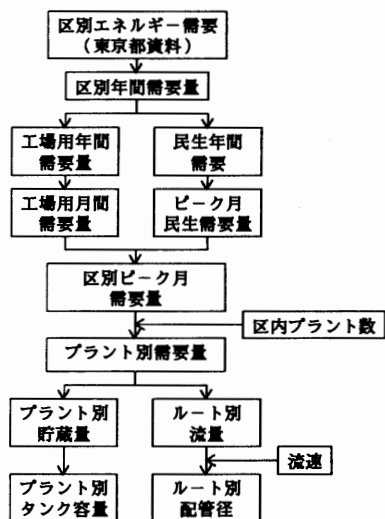 区別エネルギー需要
(東京都資料)
区別年間需要量
工場用年間
需要量
民生年間
需要
工場用月間
需要量
ピーク月
民生需要量
区別ピーク月
需要量
区内プラント数
プラント別需要量
プラント別
貯蔵量
ルート別
流量
流速
プラント別
タンク容量
ルート別
配管径